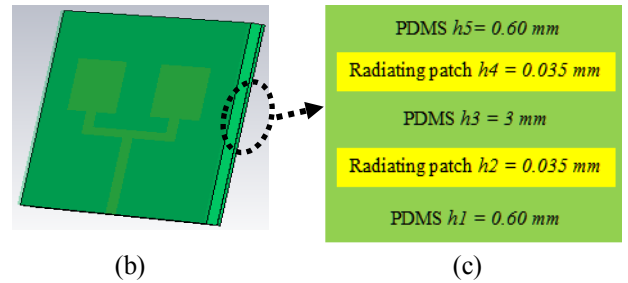 PDMS h5= 0.60 mm
Radiating patch h4 = 0.035 mm
PDMS h3 = 3 mm
Radiating patch h2 = 0.035 mm
PDMS h1 = 0.60 mm
(b)
(c)